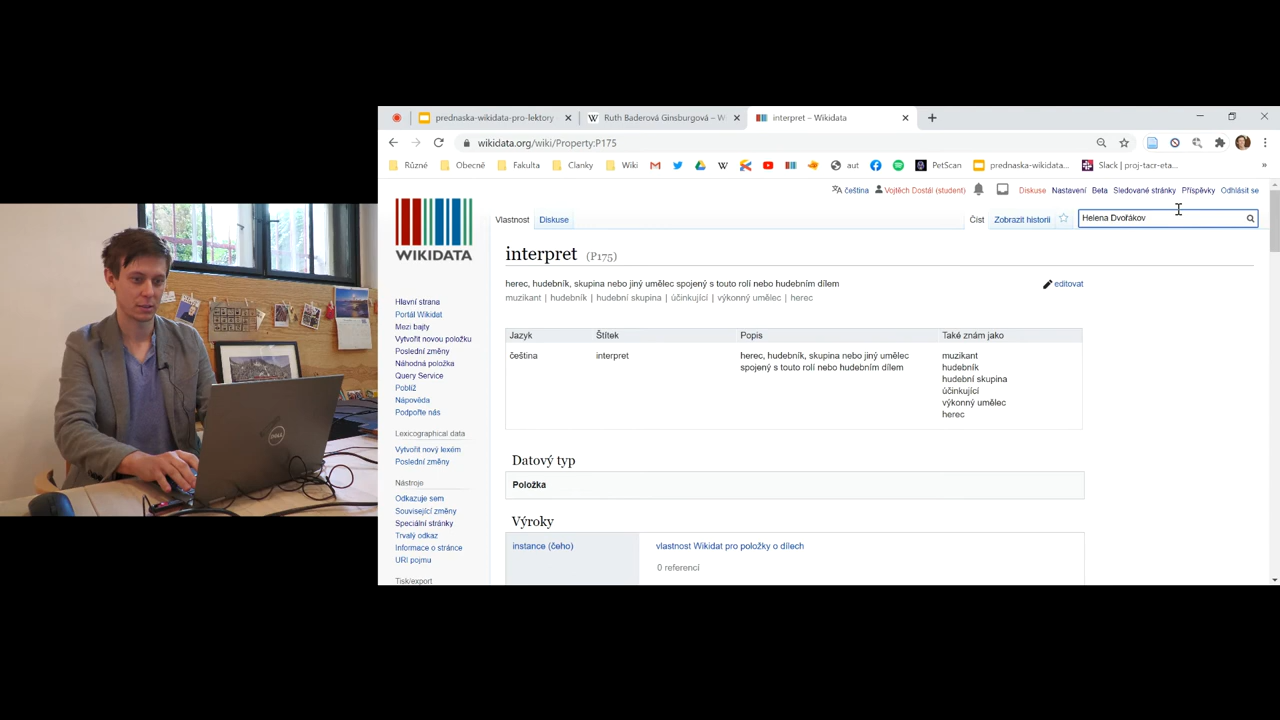 prednaska-wikidata-pro-lektory
Ruth Baderová Ginsburgová – W
interpret – Wikidata
wikidata.org/wiki/Property:P175
Různé
Obecně
Fakulta
Clanky
Wiki
aut
PetScan
prednaska-wikidata...
Slack | proj-tacr-eta...
čeština
Vojtěch Dostál (student)
Diskuse
Nastavení
Beta
Sledované stránky
Příspěvky
Odhlásit se
WIKIDATA
Vlastnost
Diskuse
Číst
Zobrazit historii
Helena Dvořákov
interpret (P175)
herec, hudebník, skupina nebo jiný umělec spojený s touto rolí nebo hudebním dílem
editovat
muzikant | hudebník | hudební skupina | účinkující | výkonný umělec | herec
Hlavní strana
Portál Wikidat
Mezi bajty
Vytvořit novou položku
Poslední změny
Náhodná položka
Query Service
Poblíž
Nápověda
Podpořte nás
Lexicographical data
Vytvořit nový lexém
Poslední změny
Nástroje
Odkazuje sem
Související změny
Speciální stránky
Trvalý odkaz
Informace o stránce
URI pojmu
Tisk/export
Jazyk
Štítek
Popis
Také znám jako
čeština
interpret
herec, hudebník, skupina nebo jiný umělec
spojený s touto rolí nebo hudebním dílem
muzikant
hudebník
hudební skupina
účinkující
výkonný umělec
herec
Datový typ
Položka
Výroky
instance (čeho)
vlastnost Wikidat pro položky o dílech
0 referencí
DELL